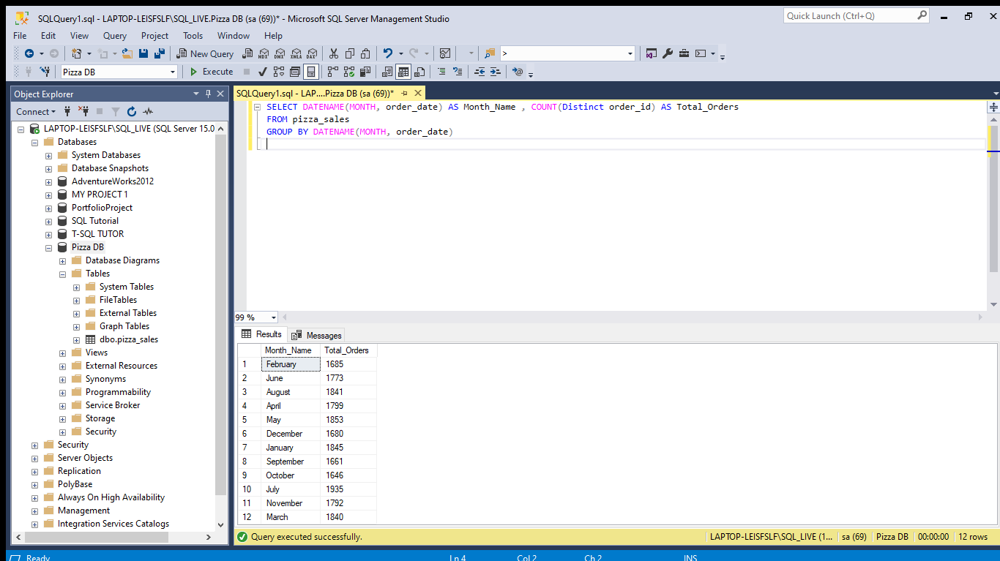 SQLQuery1.sql - LAPTOP-LEISFSLF\SQL_LIVE.Pizza DB (sa (69))* - Microsoft SQL Server Management Studio
Quick Launch (Ctrl+Q)
File Edit View Query Project Tools Window Help
New Query MDX DMX XMLA DAX >
Pizza DB Execute
Object Explorer
Connect
LAPTOP-LEISFSLF\SQL_LIVE (SQL Server 15.0
Databases
System Databases
Database Snapshots
AdventureWorks2012
MY PROJECT 1
PortfolioProject
SQL Tutorial
T-SQL TUTOR
Pizza DB
Database Diagrams
Tables
System Tables
FileTables
External Tables
Graph Tables
dbo.pizza_sales
Views
External Resources
Synonyms
Programmability
Service Broker
Storage
Security
Security
Server Objects
Replication
PolyBase
Always On High Availability
Management
Integration Services Catalogs
SQLQuery1.sql - LAP....Pizza DB (sa (69))*
SELECT DATENAME(MONTH, order_date) AS Month_Name , COUNT(Distinct order_id) AS Total_Orders
FROM pizza_sales
GROUP BY DATENAME(MONTH, order_date)
99 %
Results Messages
Month_Name Total_Orders
1 February 1685
2 June 1773
3 August 1841
4 April 1799
5 May 1853
6 December 1680
7 January 1845
8 September 1661
9 October 1646
10 July 1935
11 November 1792
12 March 1840
Query executed successfully. LAPTOP-LEISFSLF\SQL_LIVE (1... sa (69) Pizza DB 00:00:00 12 rows
Ready Ln 4 Col 2 Ch 2 INS